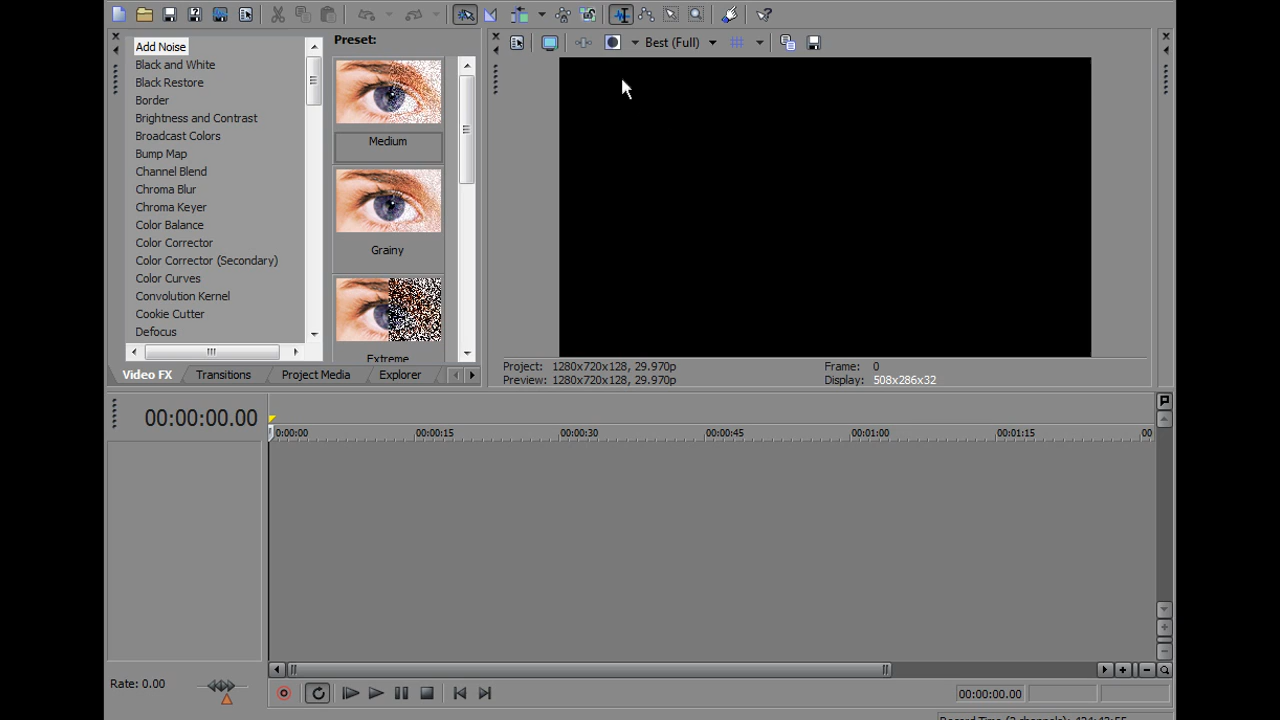 Preset:
Best (Full)
Add Noise
Black and White
Black Restore
Border
Brightness and Contrast
Broadcast Colors
Bump Map
Channel Blend
Chroma Blur
Chroma Keyer
Color Balance
Color Corrector
Color Corrector (Secondary)
Color Curves
Convolution Kernel
Cookie Cutter
Defocus
Medium
Grainy
Extreme
Video FX
Transitions
Project Media
Explorer
Project: 1280x720x128, 29.970p
Frame: 0
Preview: 1280x720x128, 29.970p
Display: 508x286x32
00:00:00.00
0:00:00
00:00:15
00:00:30
00:00:45
00:01:00
00:01:15
00
Rate: 0.00
00:00:00.00